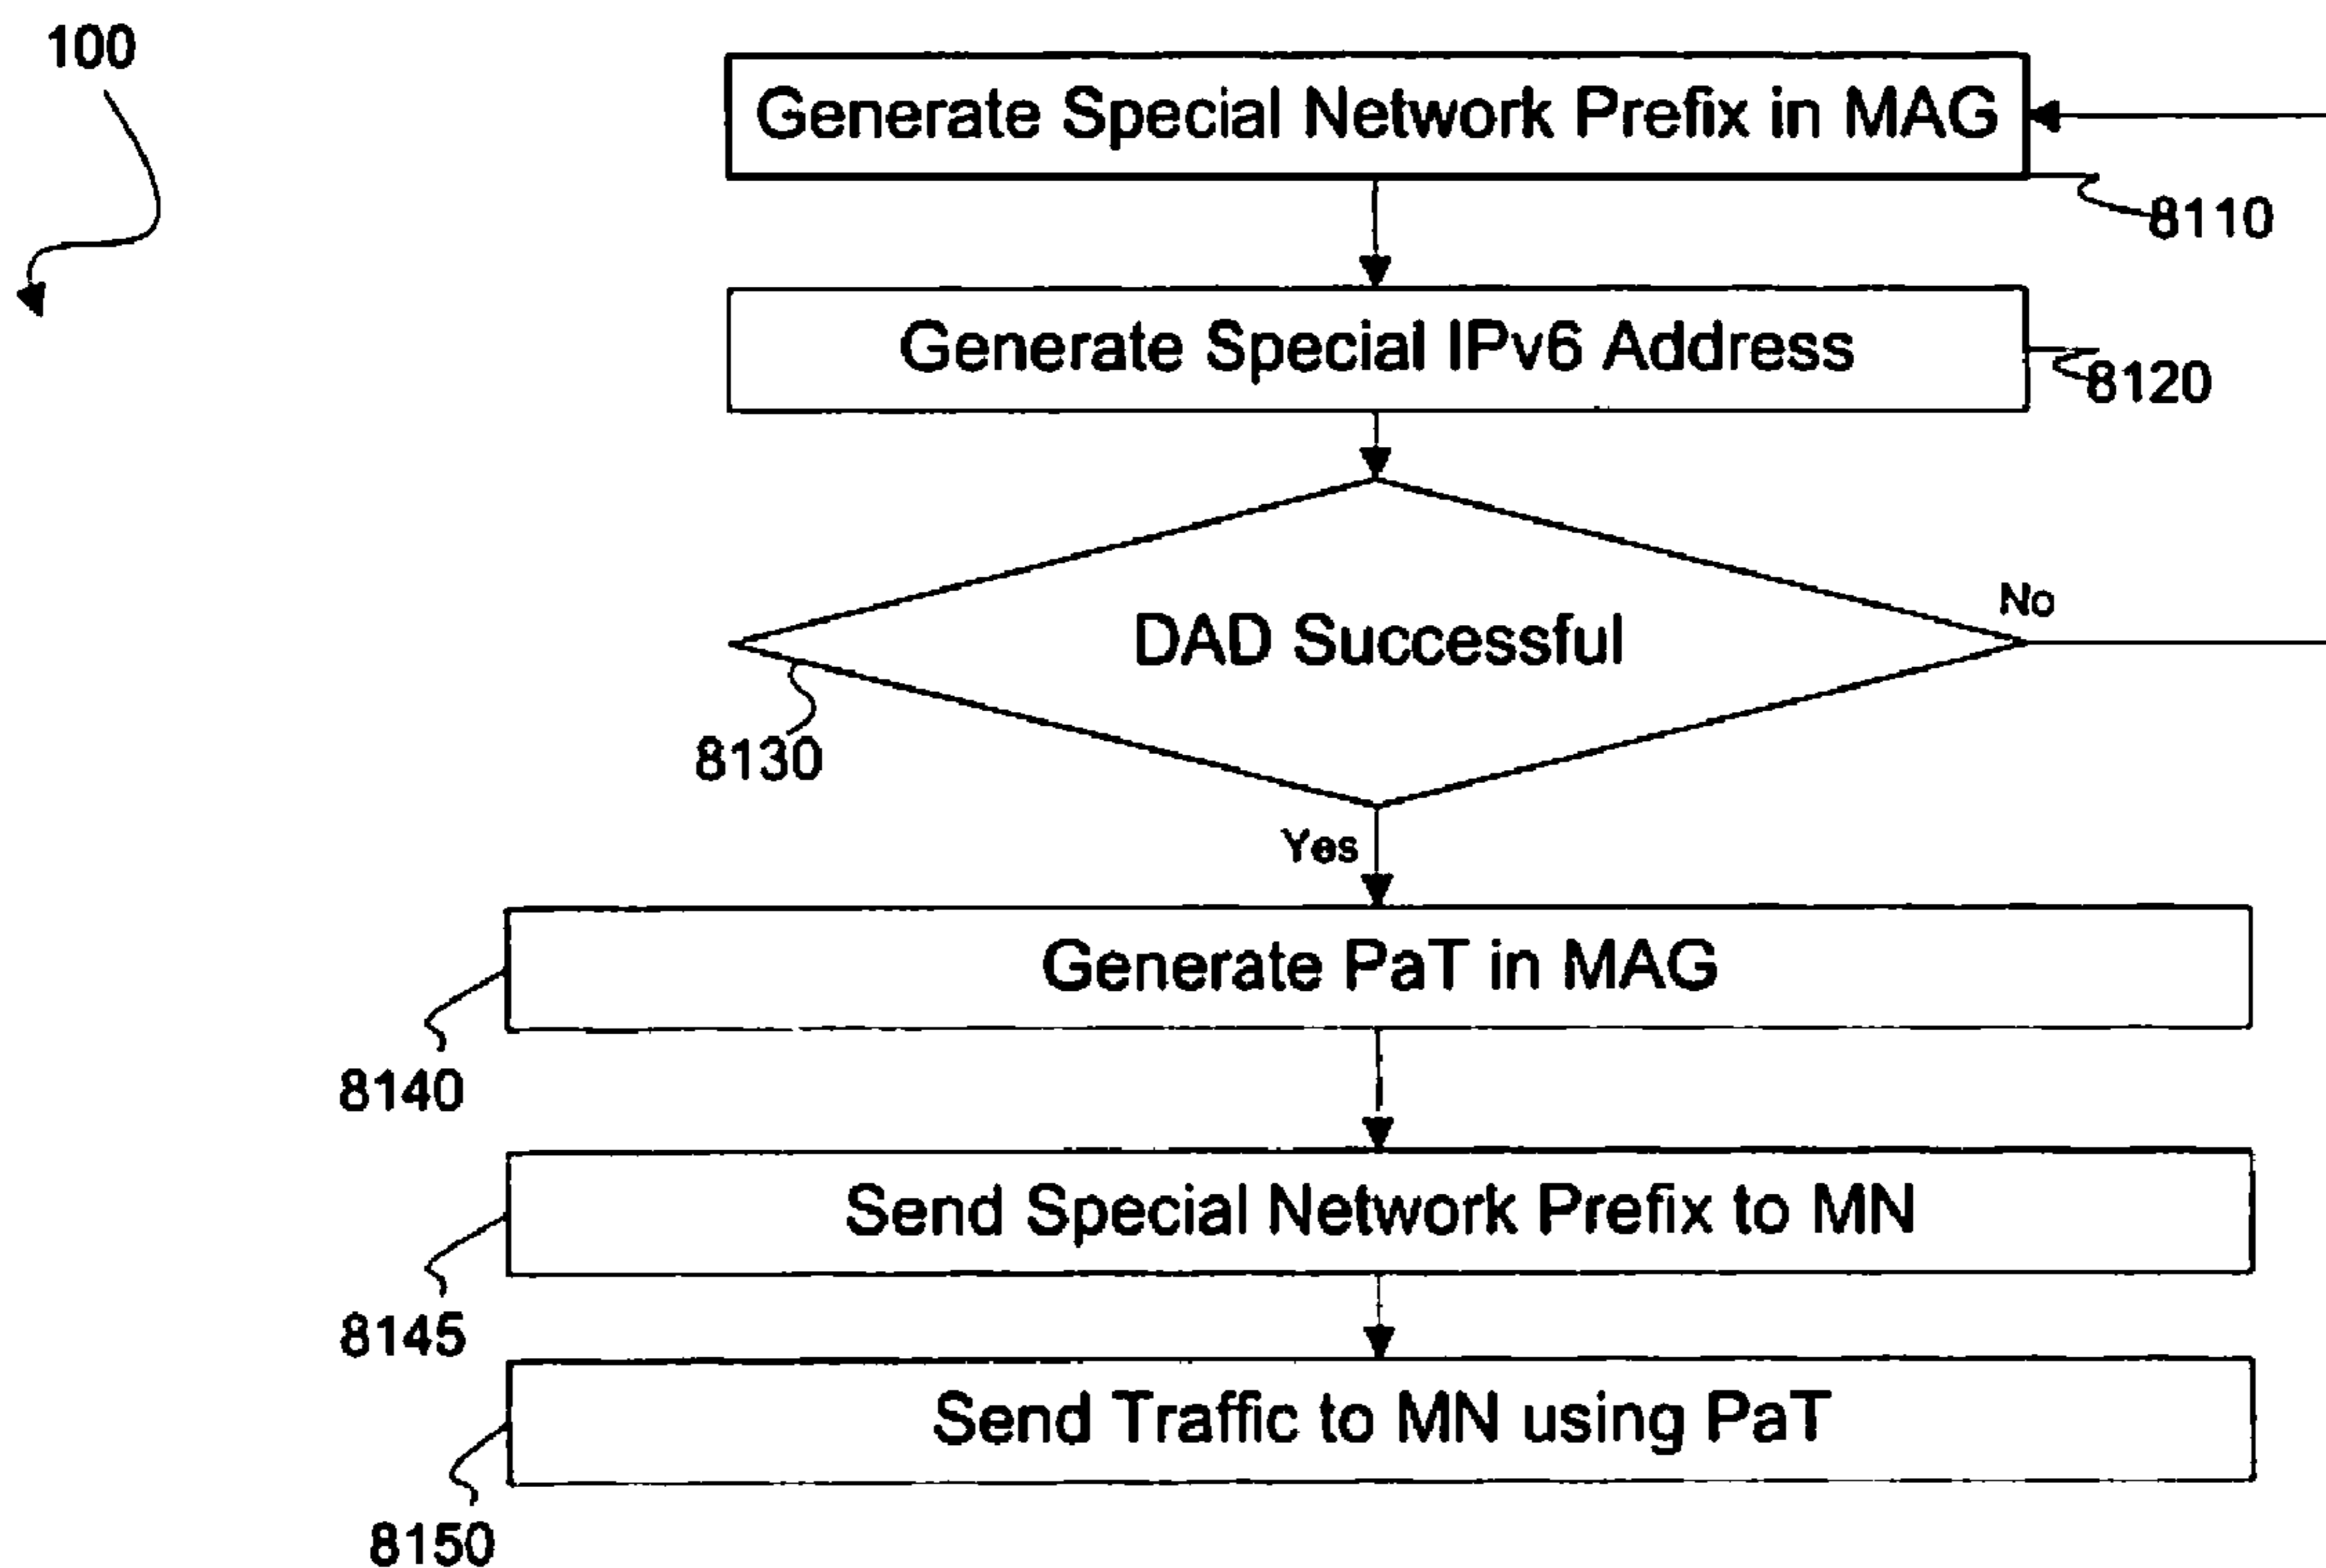 100
Generate Special Network Prefix in MAG
8110
Generate Special IPv6 Address
8120
No
DAD Successful
8130
Yes
Generate PaT in MAG
8140
Send Special Network Prefix to MN
8145
Send Traffic to MN using PaT
8150